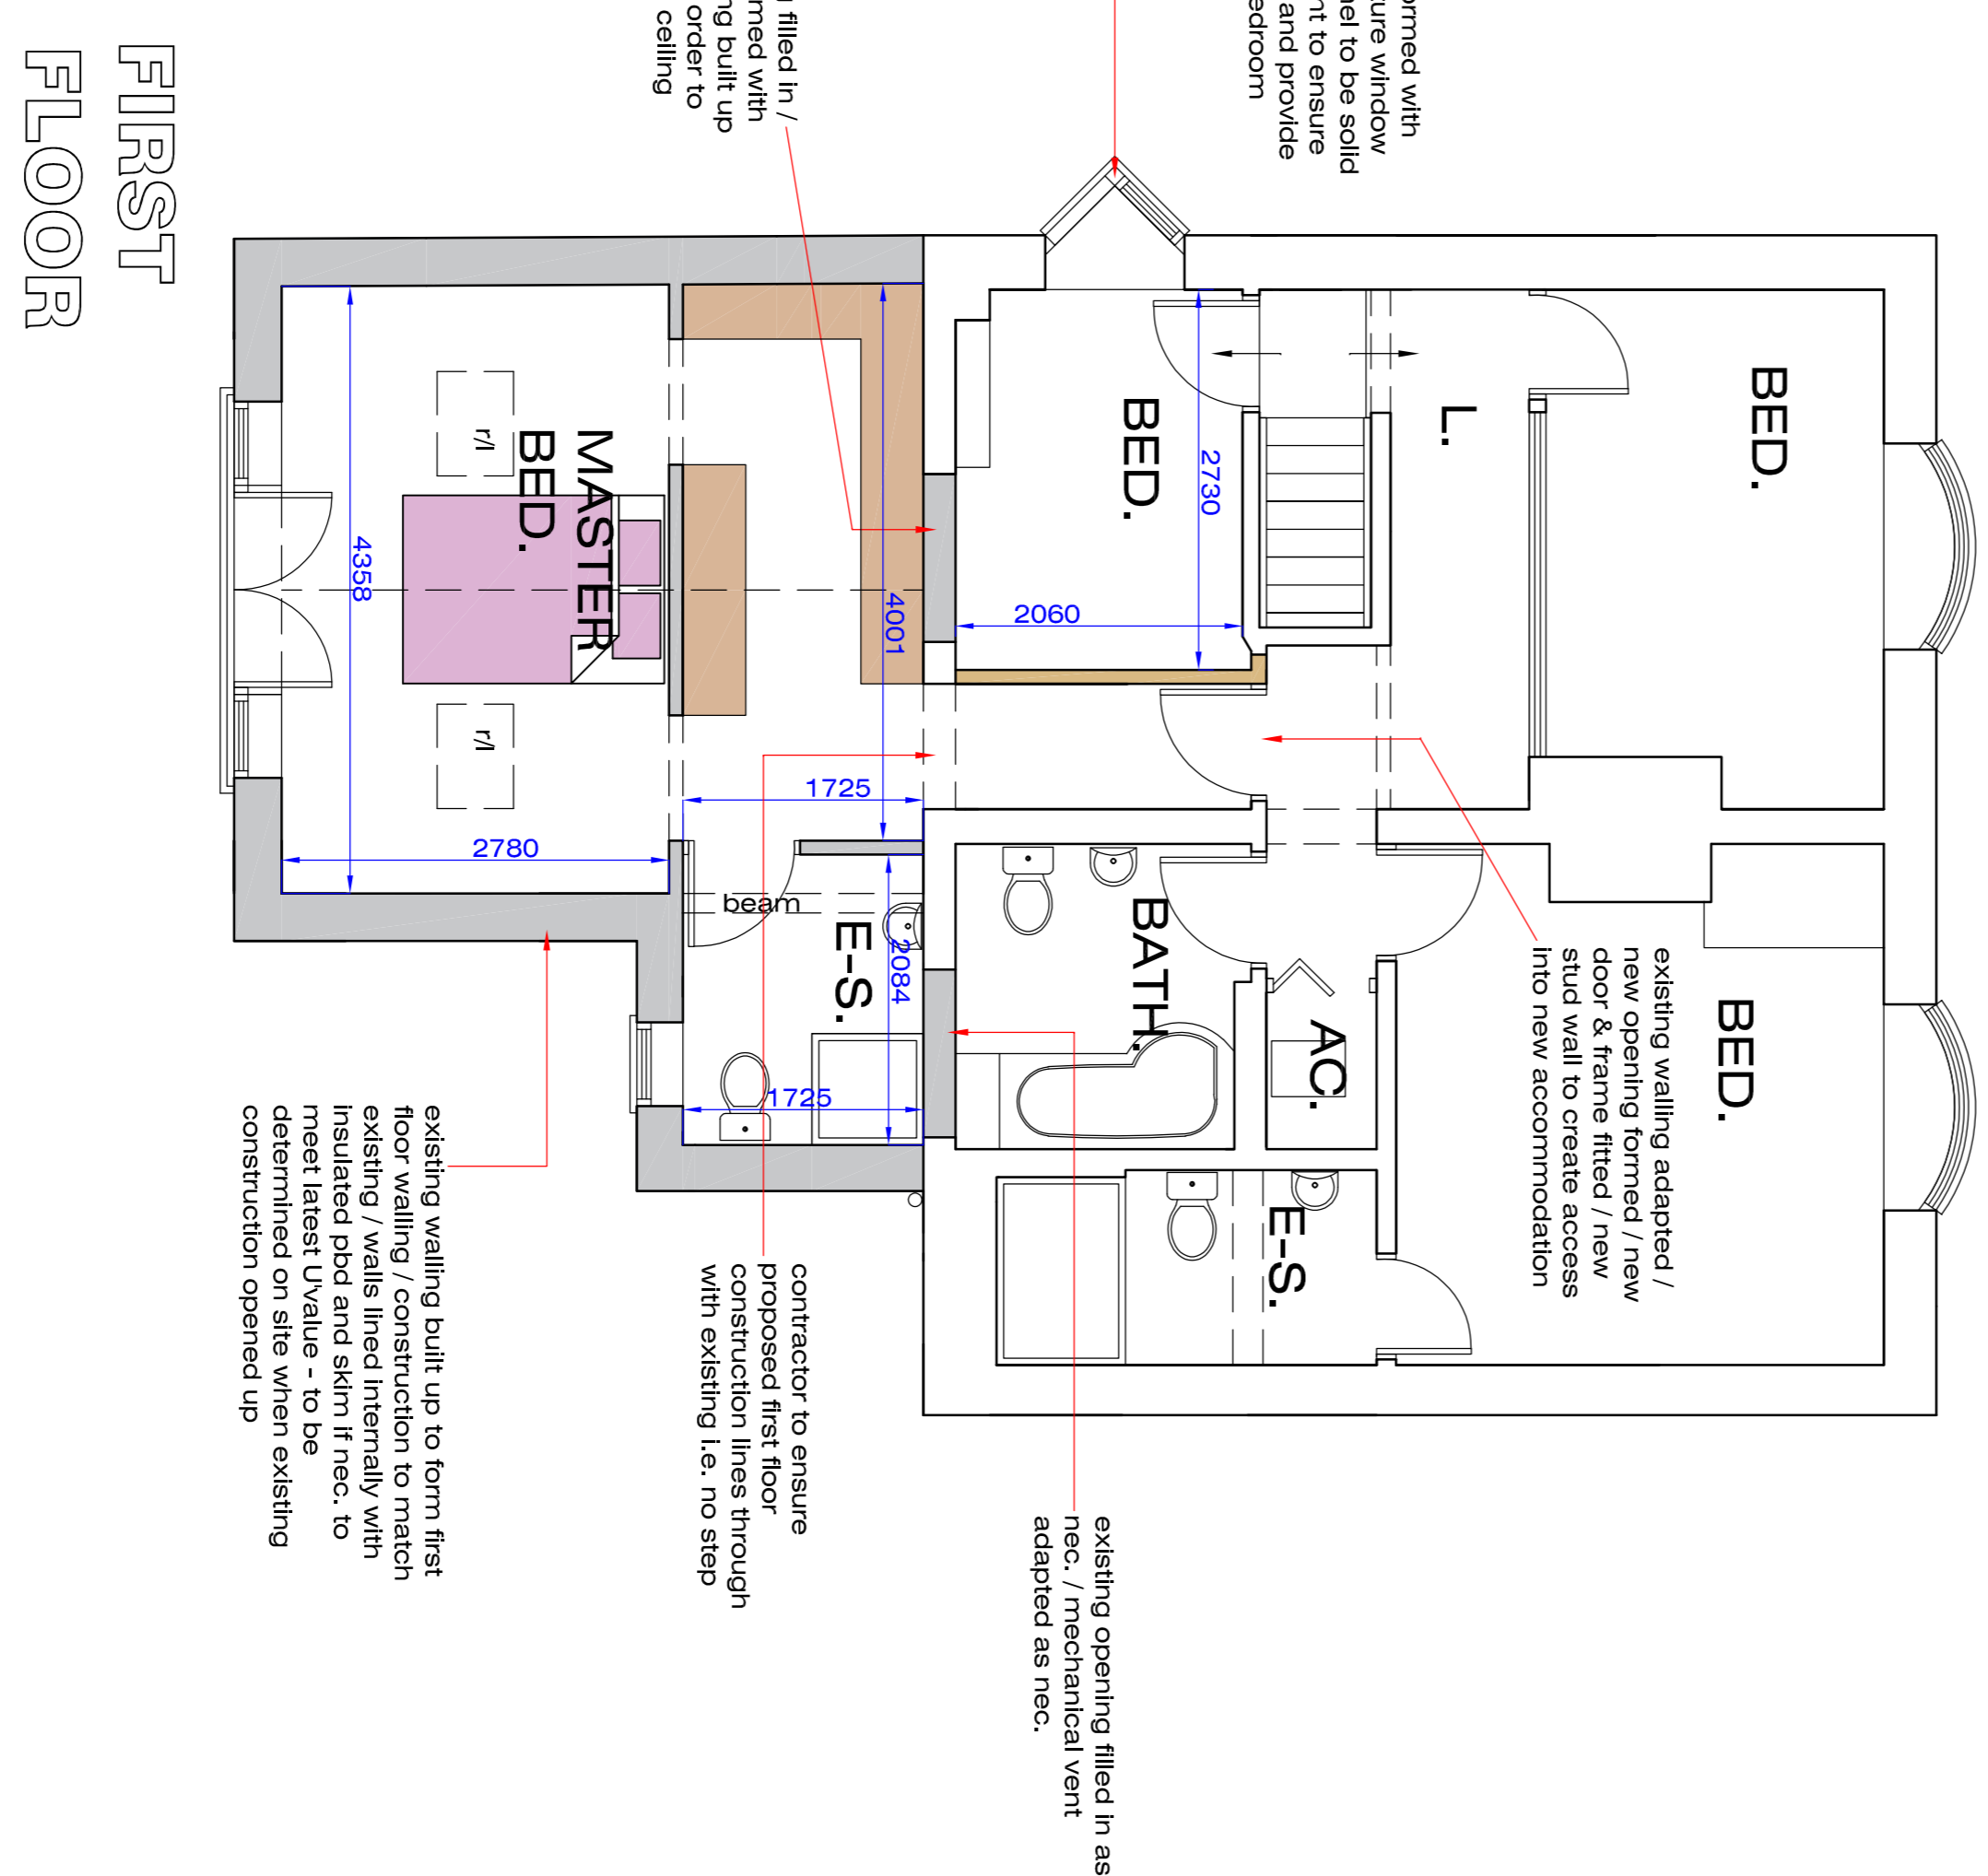 FIRST
FLOOR
ormed with
ure window
nel to be solid
nt to ensure
and provide
edroom
filled in /
med with
ng built up
order to
ceiling
BED.
L.
BED.
2730
2060
MASTER
BED.
r/l
r/l
4358
4001
1725
2780
beam
E-S.
2084
1725
BATH.
AC.
E-S.
BED.
existing walling adapted /
new opening formed / new
door & frame fitted / new
stud wall to create access
into new accommodation
existing opening filled in as
nec. / mechanical vent
adapted as nec.
contractor to ensure
proposed first floor
construction lines through
with existing i.e. no step
existing walling built up to form first
floor walling / construction to match
existing / walls lined internally with
insulated pbd and skim if nec. to
meet latest U'value - to be
determined on site when existing
construction opened up